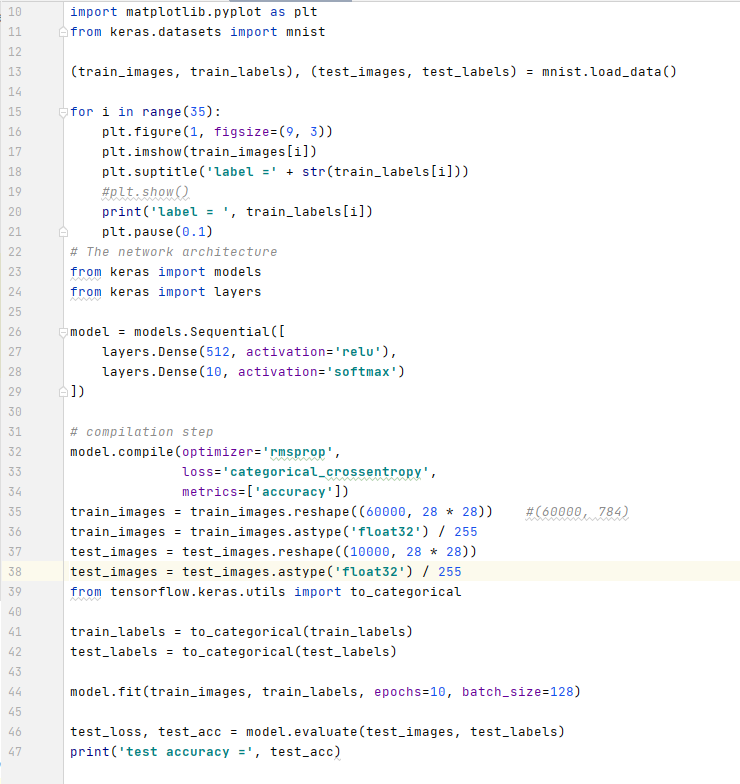 10 import matplotlib.pyplot as plt
11 from keras.datasets import mnist
12
13 (train_images, train_labels), (test_images, test_labels) = mnist.load_data()
14
15 for i in range(35):
16     plt.figure(1, figsize=(9, 3))
17     plt.imshow(train_images[i])
18     plt.suptitle('label =' + str(train_labels[i]))
19     #plt.show()
20     print('label = ', train_labels[i])
21     plt.pause(0.1)
22 # The network architecture
23 from keras import models
24 from keras import layers
25
26 model = models.Sequential([
27     layers.Dense(512, activation='relu'),
28     layers.Dense(10, activation='softmax')
29 ])
30
31 # compilation step
32 model.compile(optimizer='rmsprop',
33               loss='categorical_crossentropy',
34               metrics=['accuracy'])
35 train_images = train_images.reshape((60000, 28 * 28))    #(60000, 784)
36 train_images = train_images.astype('float32') / 255
37 test_images = test_images.reshape((10000, 28 * 28))
38 test_images = test_images.astype('float32') / 255
39 from tensorflow.keras.utils import to_categorical
40
41 train_labels = to_categorical(train_labels)
42 test_labels = to_categorical(test_labels)
43
44 model.fit(train_images, train_labels, epochs=10, batch_size=128)
45
46 test_loss, test_acc = model.evaluate(test_images, test_labels)
47 print('test accuracy =', test_acc)